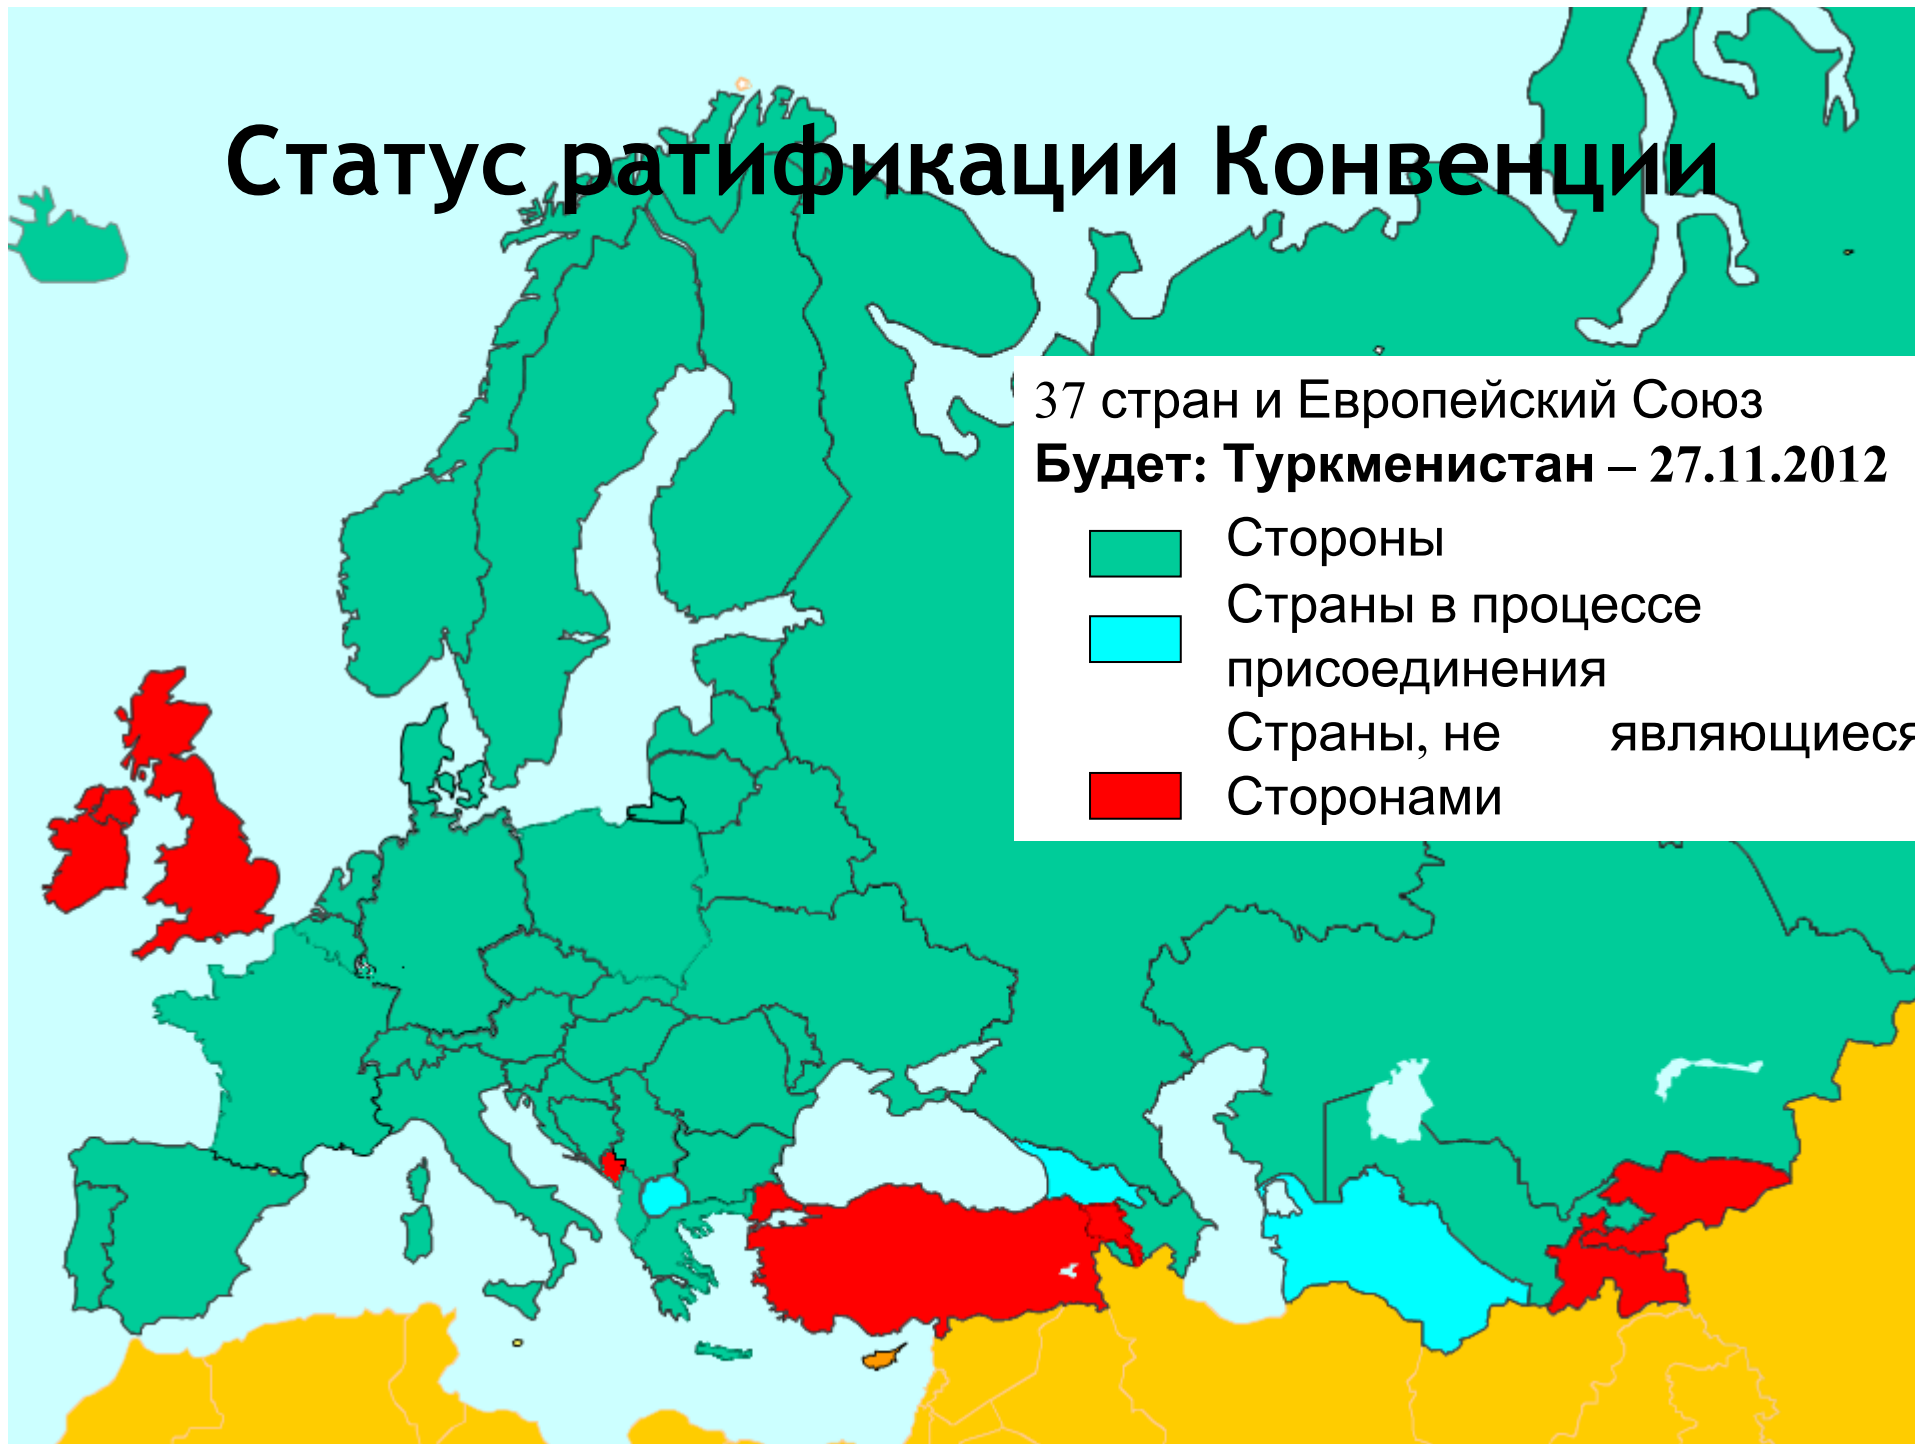 Статус ратификации Конвенции
37 стран и Европейский Союз
Будет: Туркменистан – 27.11.2012
Стороны
Страны в процессе
присоединения
Страны, не являющиеся
Сторонами